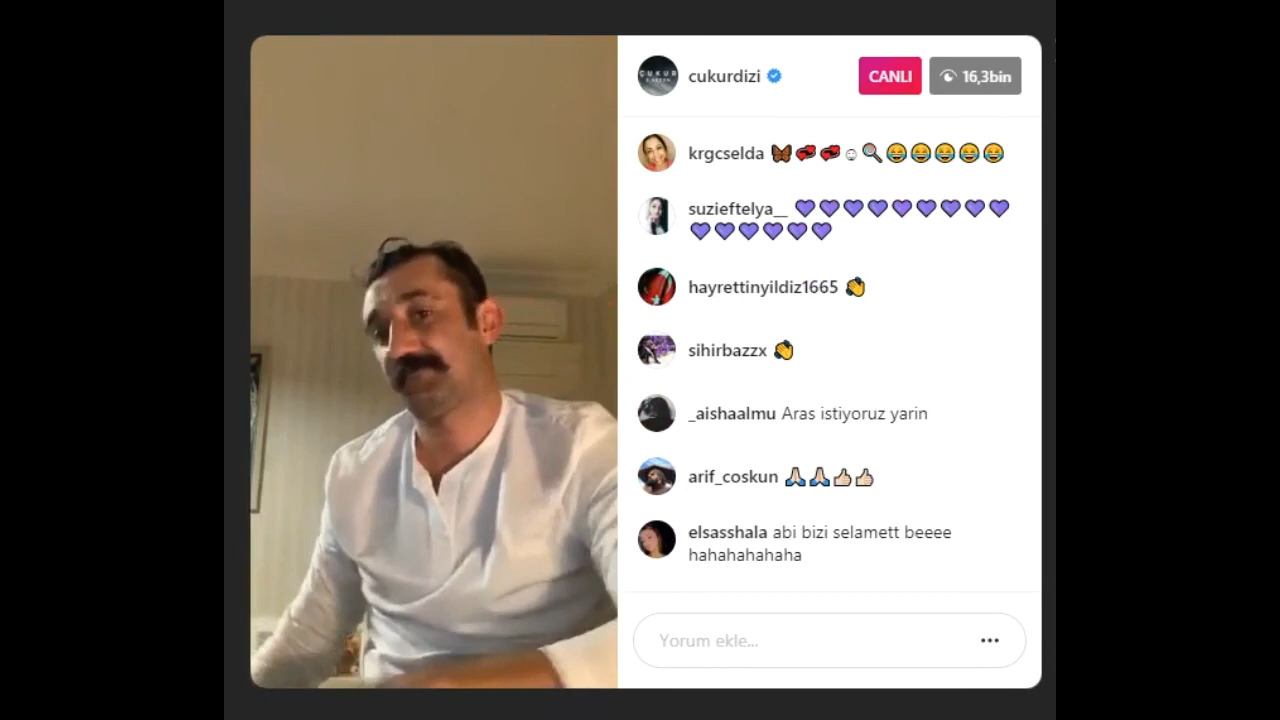 cukurdizi
CANLI
16,3bin
ÇUKUR
krgcselda 🦋💞💞☺🔍😂😂😂😂😂
suzieftelya__ 💜💜💜💜💜💜💜💜💜
💜💜💜💜💜💜
hayrettinyildiz1665 👏
sihirbazzx 👏
_aishaalmu Aras istiyoruz yarin
arif_coskun 🙏🏻🙏🏻👍🏻👍🏻
elsasshala abi bizi selamett beeee
hahahahahaha
Yorum ekle...